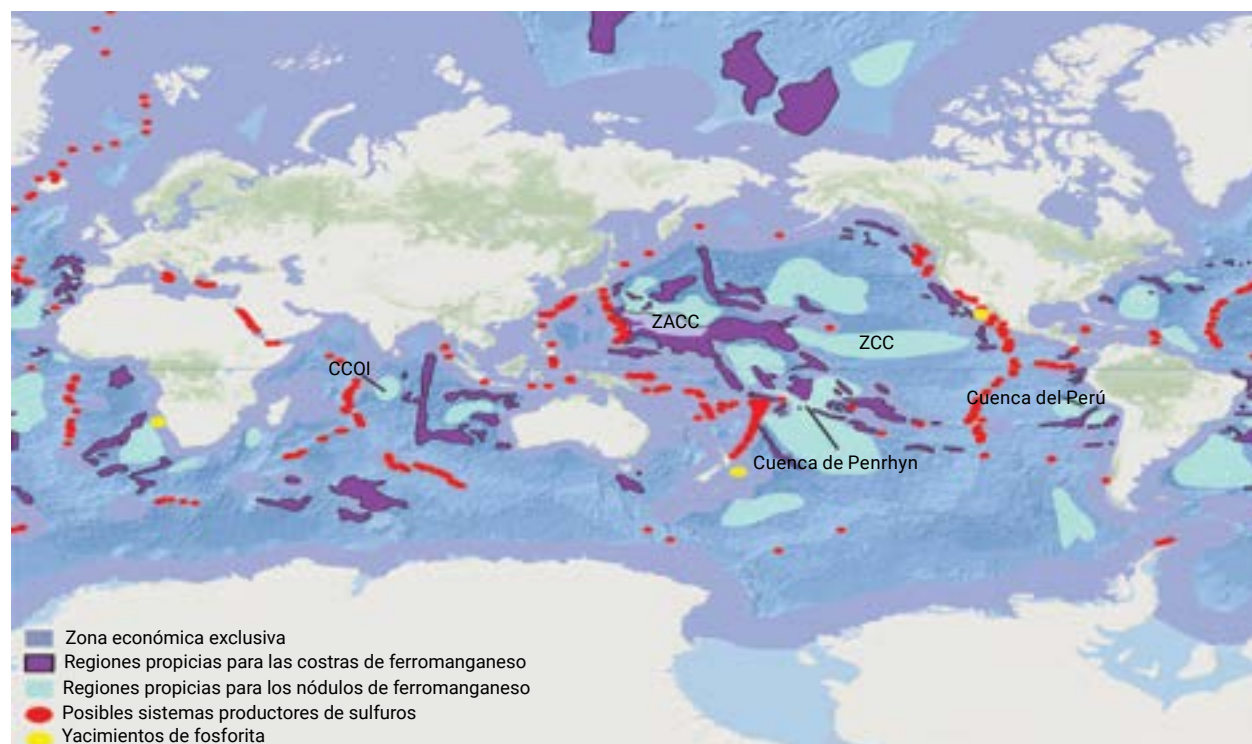 ZACC
ZCC
CCOI
Cuenca del Perú
Cuenca de Penrhyn
Zona económica exclusiva
Regiones propicias para las costras de ferromanganeso
Regiones propicias para los nódulos de ferromanganeso
Posibles sistemas productores de sulfuros
Yacimientos de fosforita